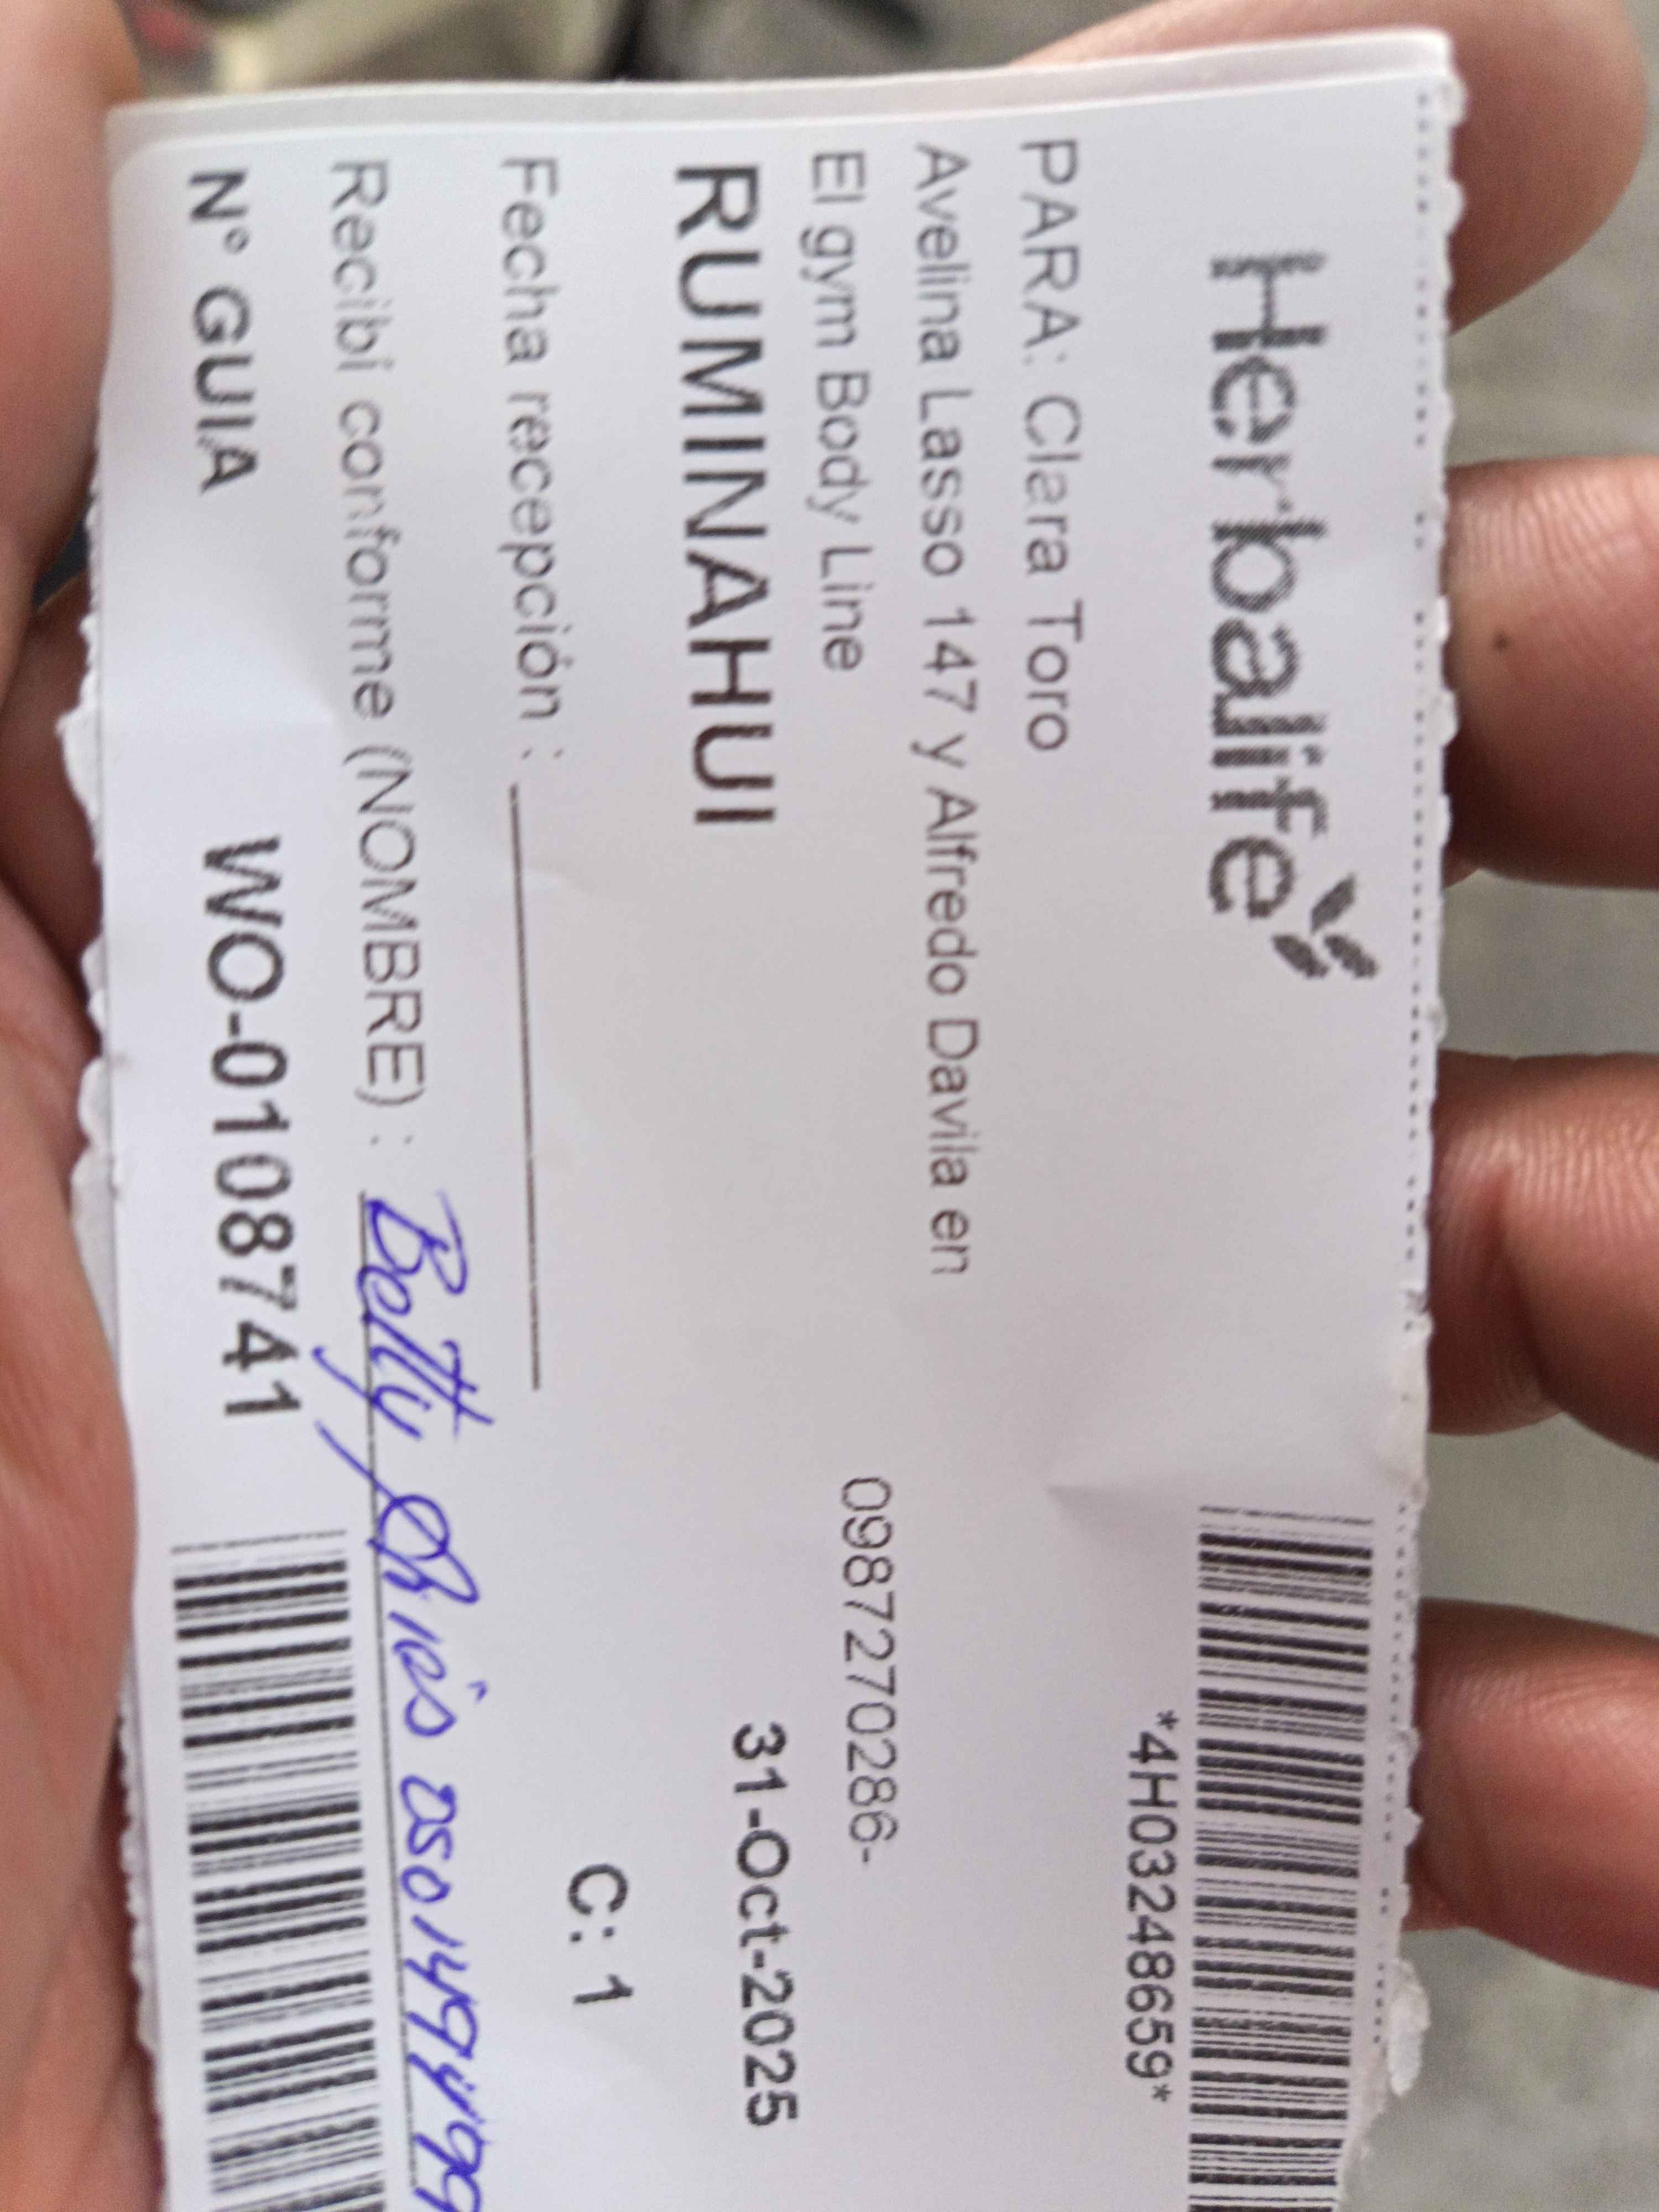 Herbalife
*4H03248659*
PARA: Clara Toro
Avelina Lasso 147 y Alfredo Davila en
El gym Body Line 0987270286-
RUMINAHUI 31-Oct-2025
Fecha recepción : C: 1
Recibi conforme (NOMBRE) : Betty
N° GUIA WO-0108741